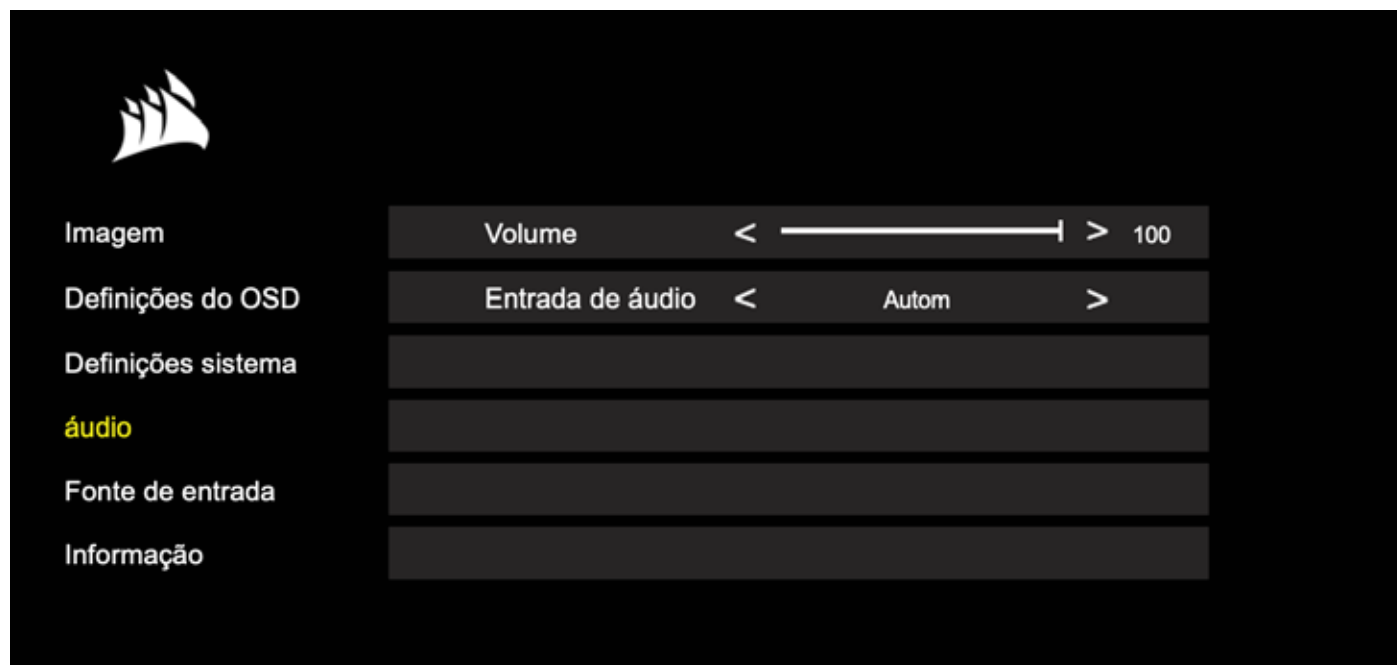 Imagem
Volume < > 100
Definições do OSD
Entrada de áudio < Autom >
Definições sistema
áudio
Fonte de entrada
Informação